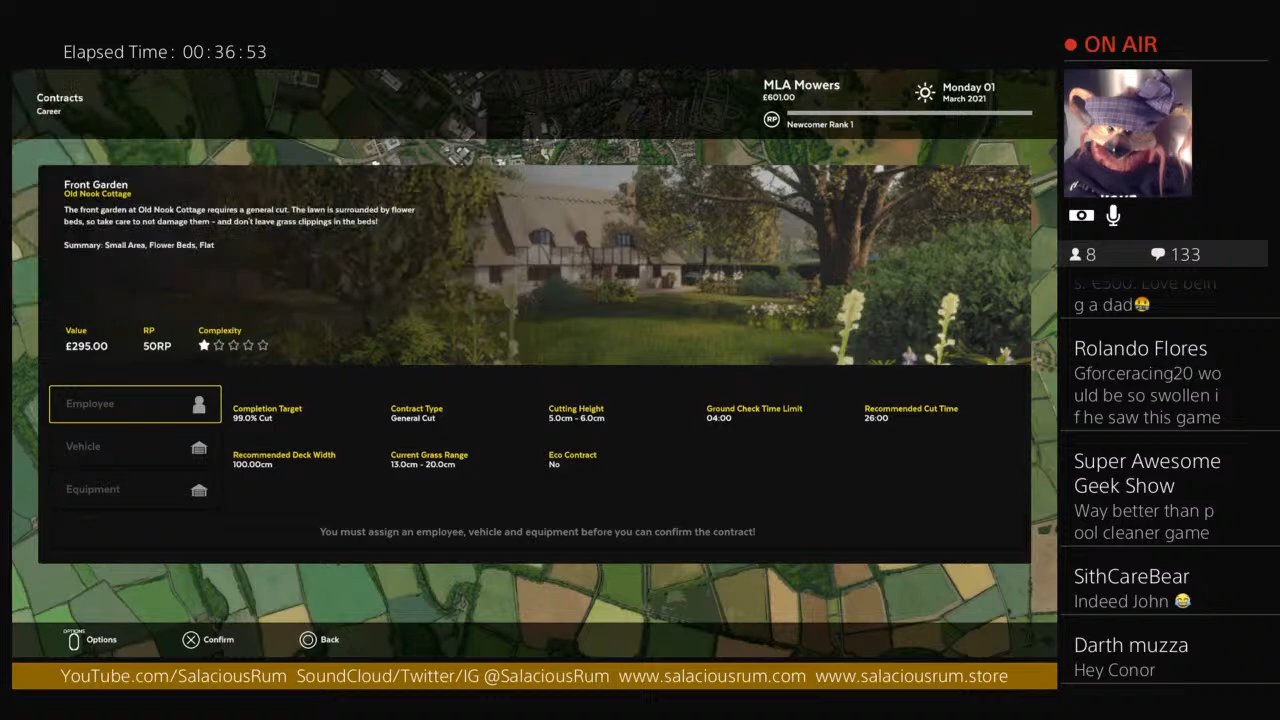 Elapsed Time: 00:36:53
Contracts
Career
MLA Mowers
£601.00
RP
Newcomer Rank 1
Monday 01
March 2021
Front Garden
Old Nook Cottage
The front garden at Old Nook Cottage requires a general cut. The lawn is surrounded by flower
beds, so take care to not damage them - and don't leave grass clippings in the beds!
Summary: Small Area, Flower Beds, Flat
Value RP Complexity
£295.00 50RP
Employee
Vehicle
Equipment
Completion Target Contract Type Cutting Height Ground Check Time Limit Recommended Cut Time
99.0% Cut General Cut 5.0cm - 6.0cm 04:00 26:00
Recommended Deck Width Current Grass Range Eco Contract
100.00cm 13.0cm - 20.0cm No
You must assign an employee, vehicle and equipment before you can confirm the contract!
OPTIONS Options Confirm Back
YouTube.com/SalaciousRum SoundCloud/Twitter/IG @SalaciousRum www.salaciousrum.com www.salaciousrum.store
ON AIR
8 133
s. €300. Love bein
g a dad🤮
Rolando Flores
Gforceracing20 wo
uld be so swollen i
f he saw this game
Super Awesome
Geek Show
Way better than p
ool cleaner game
SithCareBear
Indeed John 😂
Darth muzza
Hey Conor